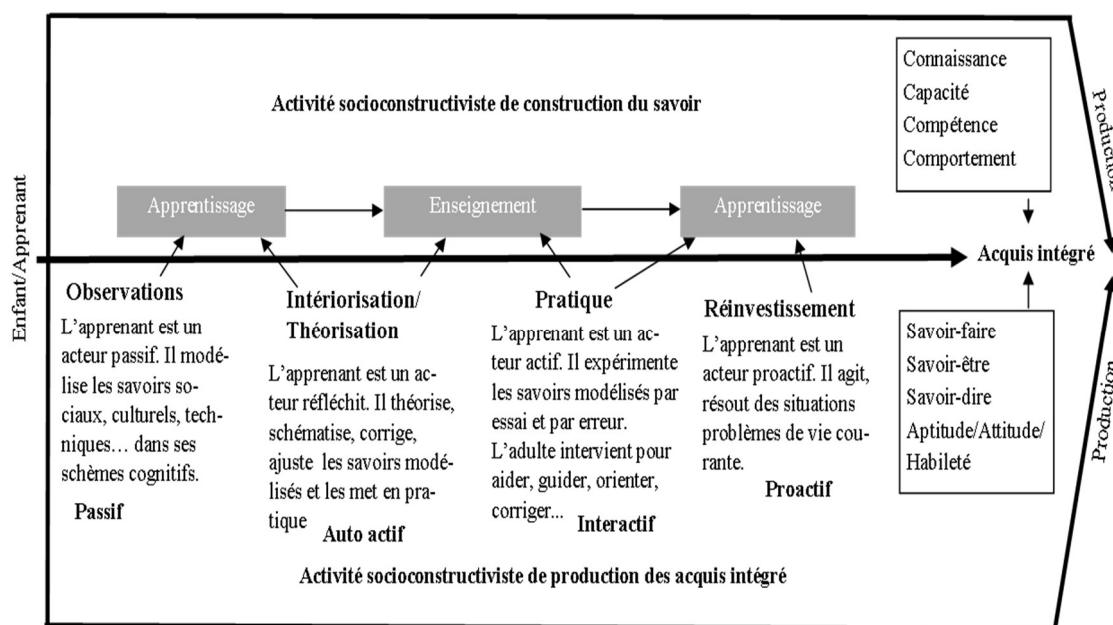 Enfant/Apprenant
Activité socioconstructiviste de construction du savoir
Apprentissage
Enseignement
Apprentissage
Observations
L’apprenant est un
acteur passif. Il modé-
lise les savoirs so-
ciaux, culturels, tech-
niques… dans ses
schèmes cognitifs.
Passif
Intériorisation/
Théorisation
L’apprenant est un ac-
teur réfléchit. Il théorise,
schématise, corrige,
ajuste les savoirs modé-
lisés et les met en pra-
tique
Auto actif
Pratique
L’apprenant est un
acteur actif. Il expérimente
les savoirs modélisés par
essai et par erreur.
L’adulte intervient pour
aider, guider, orienter,
corriger...
Interactif
Réinvestissement
L’apprenant est un
acteur proactif. Il agit,
résout des situations
problèmes de vie cou-
rante.
Proactif
Activité socioconstructiviste de production des acquis intégré
Connaissance
Capacité
Compétence
Comportement
Acquis intégré
Savoir-faire
Savoir-être
Savoir-dire
Aptitude/Attitude/
Habileté
Production
Production